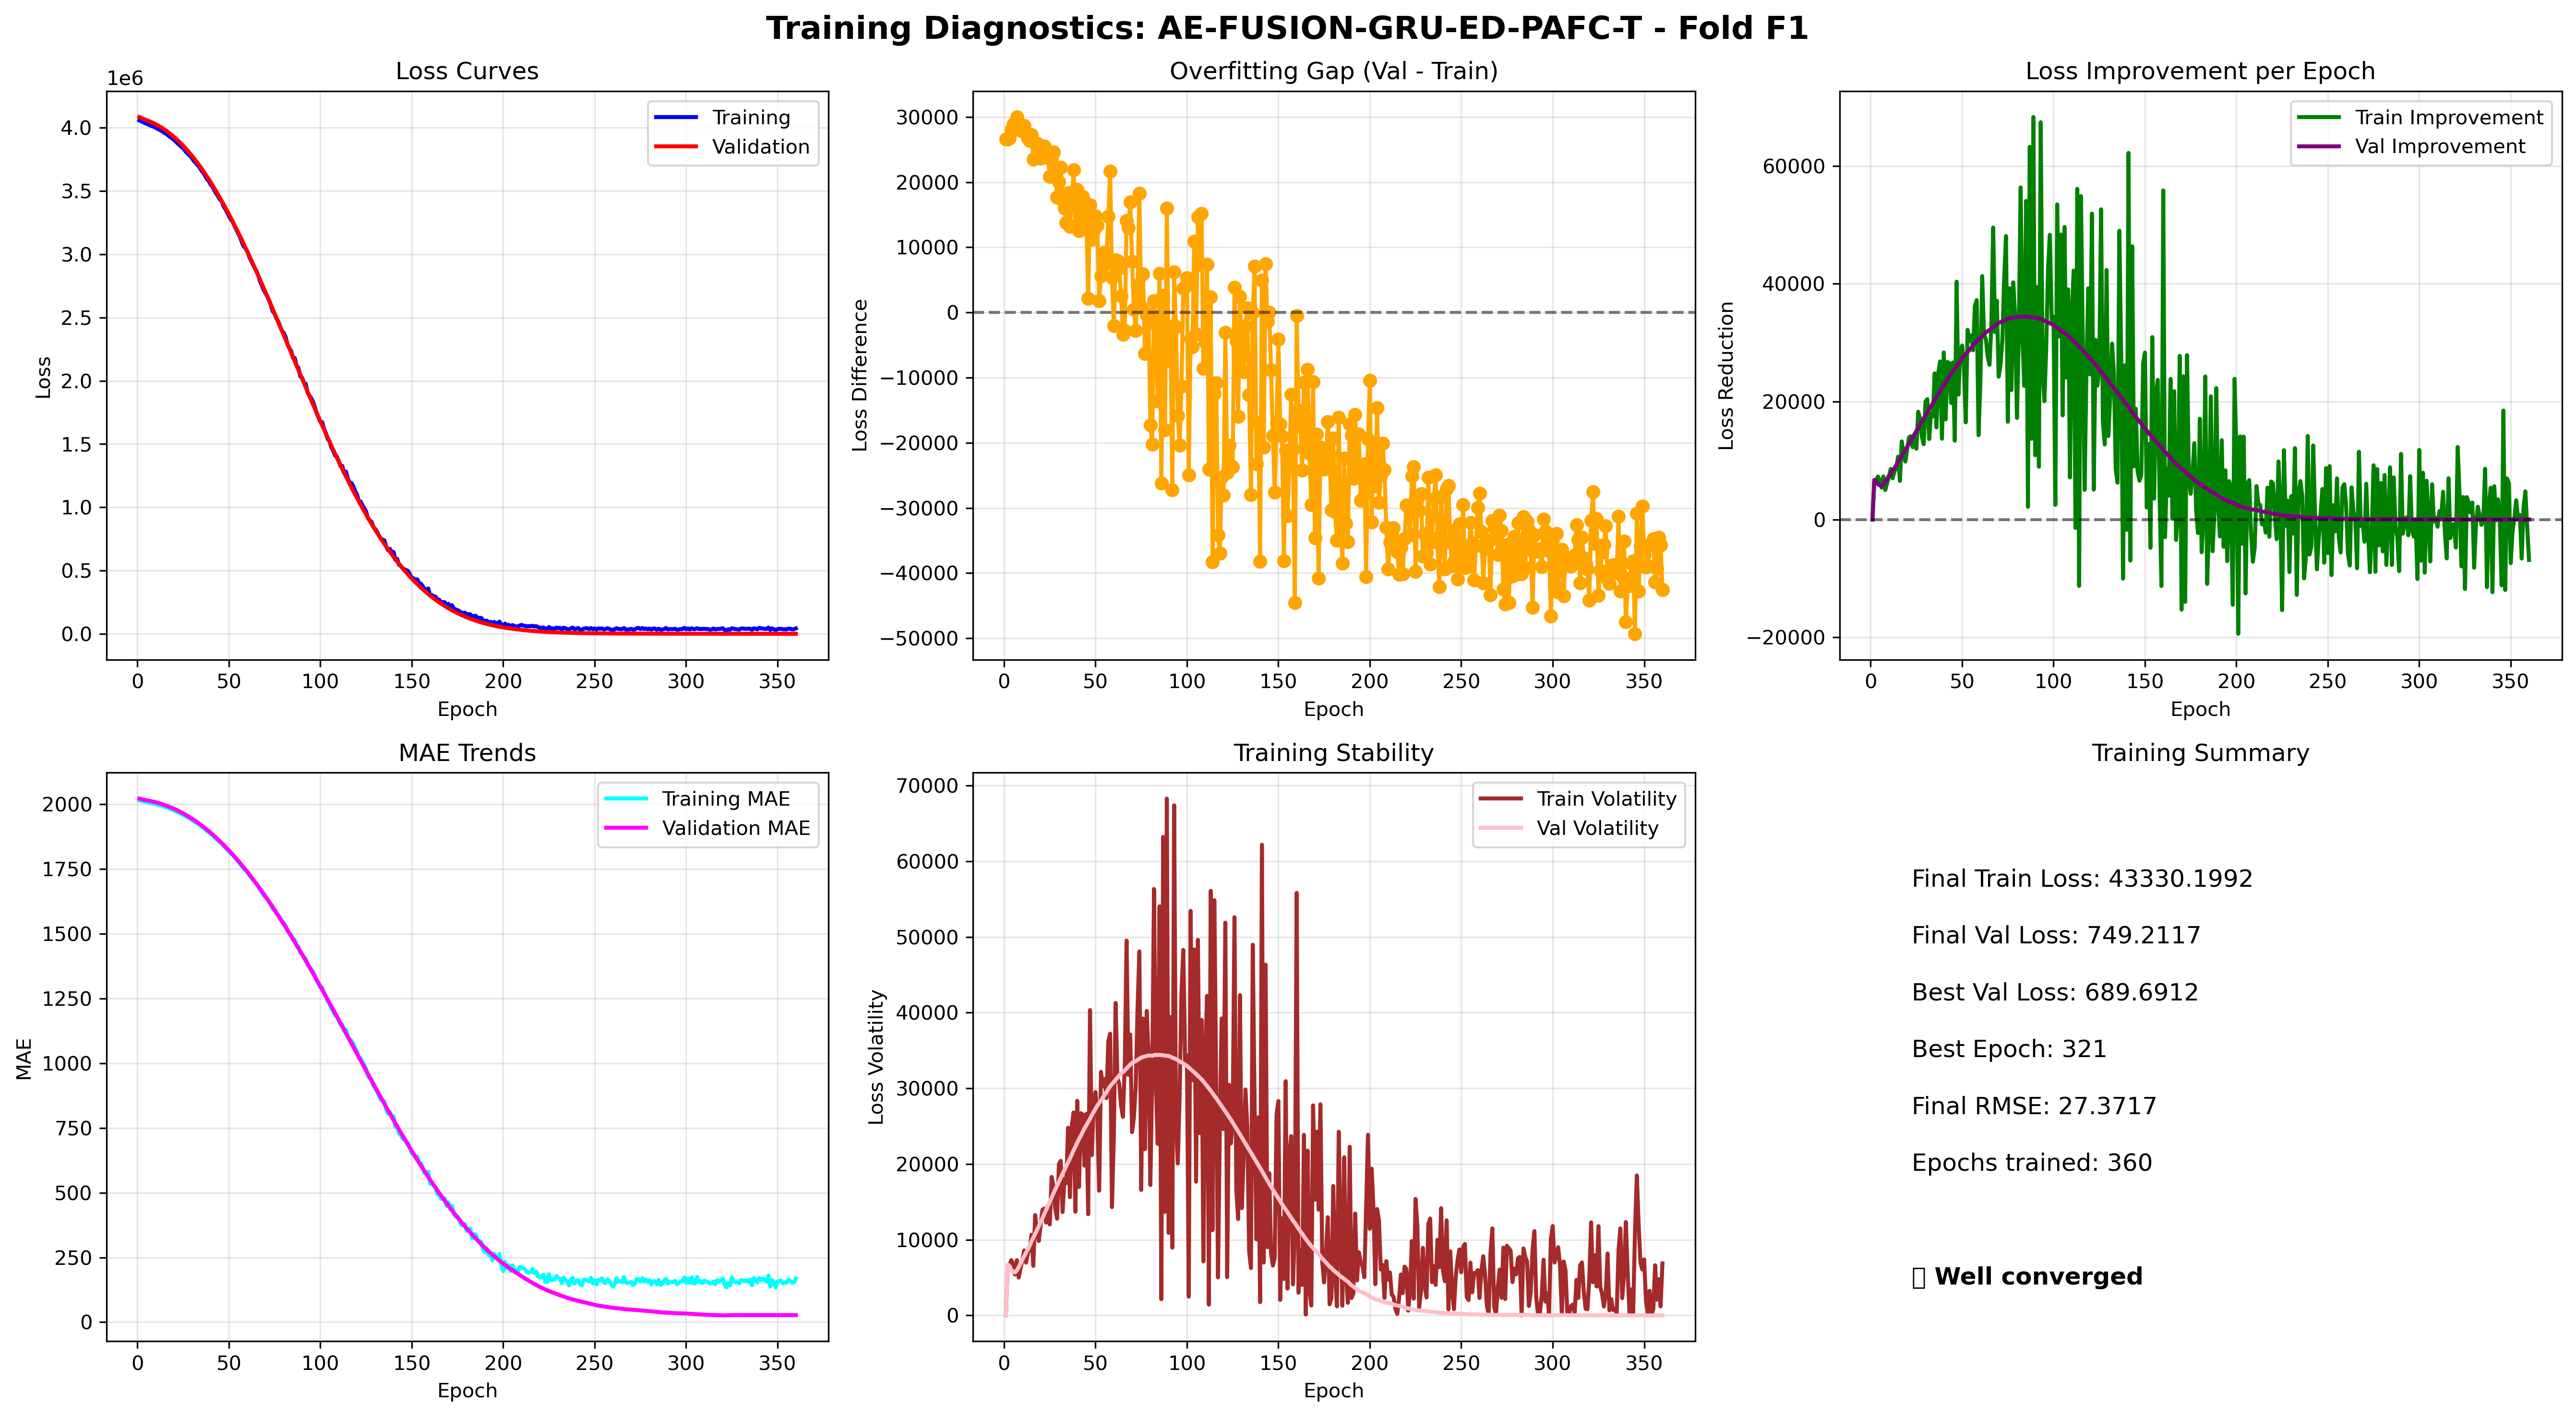 Training Diagnostics: AE-FUSION-GRU-ED-PAFC-T - Fold F1
Loss Curves
1e6
4.0
3.5
3.0
2.5
2.0
1.5
1.0
0.5
0.0
Loss
0 50 100 150 200 250 300 350
Epoch
Training
Validation
Overfitting Gap (Val - Train)
30000
20000
10000
0
−10000
−20000
−30000
−40000
−50000
Loss Difference
0 50 100 150 200 250 300 350
Epoch
Loss Improvement per Epoch
60000
40000
20000
0
−20000
Loss Reduction
0 50 100 150 200 250 300 350
Epoch
Train Improvement
Val Improvement
MAE Trends
2000
1750
1500
1250
1000
750
500
250
0
MAE
0 50 100 150 200 250 300 350
Epoch
Training MAE
Validation MAE
Training Stability
70000
60000
50000
40000
30000
20000
10000
0
Loss Volatility
0 50 100 150 200 250 300 350
Epoch
Train Volatility
Val Volatility
Training Summary
Final Train Loss: 43330.1992
Final Val Loss: 749.2117
Best Val Loss: 689.6912
Best Epoch: 321
Final RMSE: 27.3717
Epochs trained: 360
Well converged